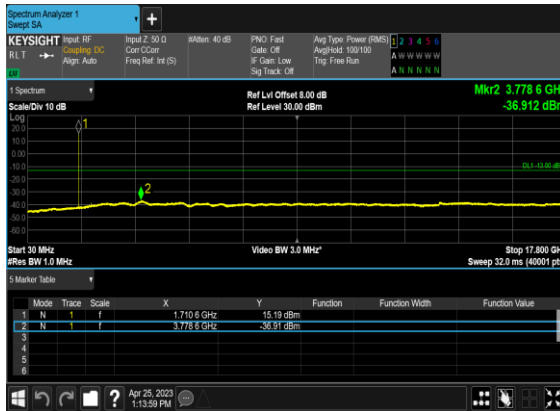 Spectrum Analyzer 1
Swept SA
KEYSIGHT Input: RF Input Z: 50 Ω #Atten: 40 dB PNO: Fast Avg Type: Power (RMS) 1 2 3 4 5 6
RLT Coupling: DC Corr CCorr Gate: Off Avg|Hold: 100/100 A W W W W W
Align: Auto Freq Ref: Int (S) IF Gain: Low Trig: Free Run
Sig Track: Off A N N N N N
LXI
1 Spectrum Ref Lvl Offset 8.00 dB Mkr2 3.778 6 GHz
Scale/Div 10 dB Ref Level 30.00 dBm -36.912 dBm
Log
20.0
10.0
0.00
-10.0
-20.0
-30.0
-40.0
-50.0
-60.0
1
2
DL1 -13.00 dB
Start 30 MHz Video BW 3.0 MHz* Stop 17.800 GH
#Res BW 1.0 MHz Sweep 32.0 ms (40001 pt
5 Marker Table
Mode Trace Scale X Y Function Function Width Function Value
1 N 1 f 1.710 6 GHz 15.19 dBm
2 N 1 f 3.778 6 GHz -36.91 dBm
3
4
5
6
? Apr 25, 2023
1:13:59 PM